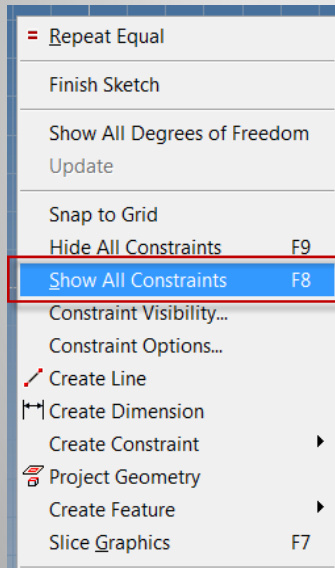 Repeat Equal
Finish Sketch
Show All Degrees of Freedom
Update
Snap to Grid
Hide All Constraints F9
Show All Constraints F8
Constraint Visibility...
Constraint Options...
Create Line
Create Dimension
Create Constraint
Project Geometry
Create Feature
Slice Graphics F7